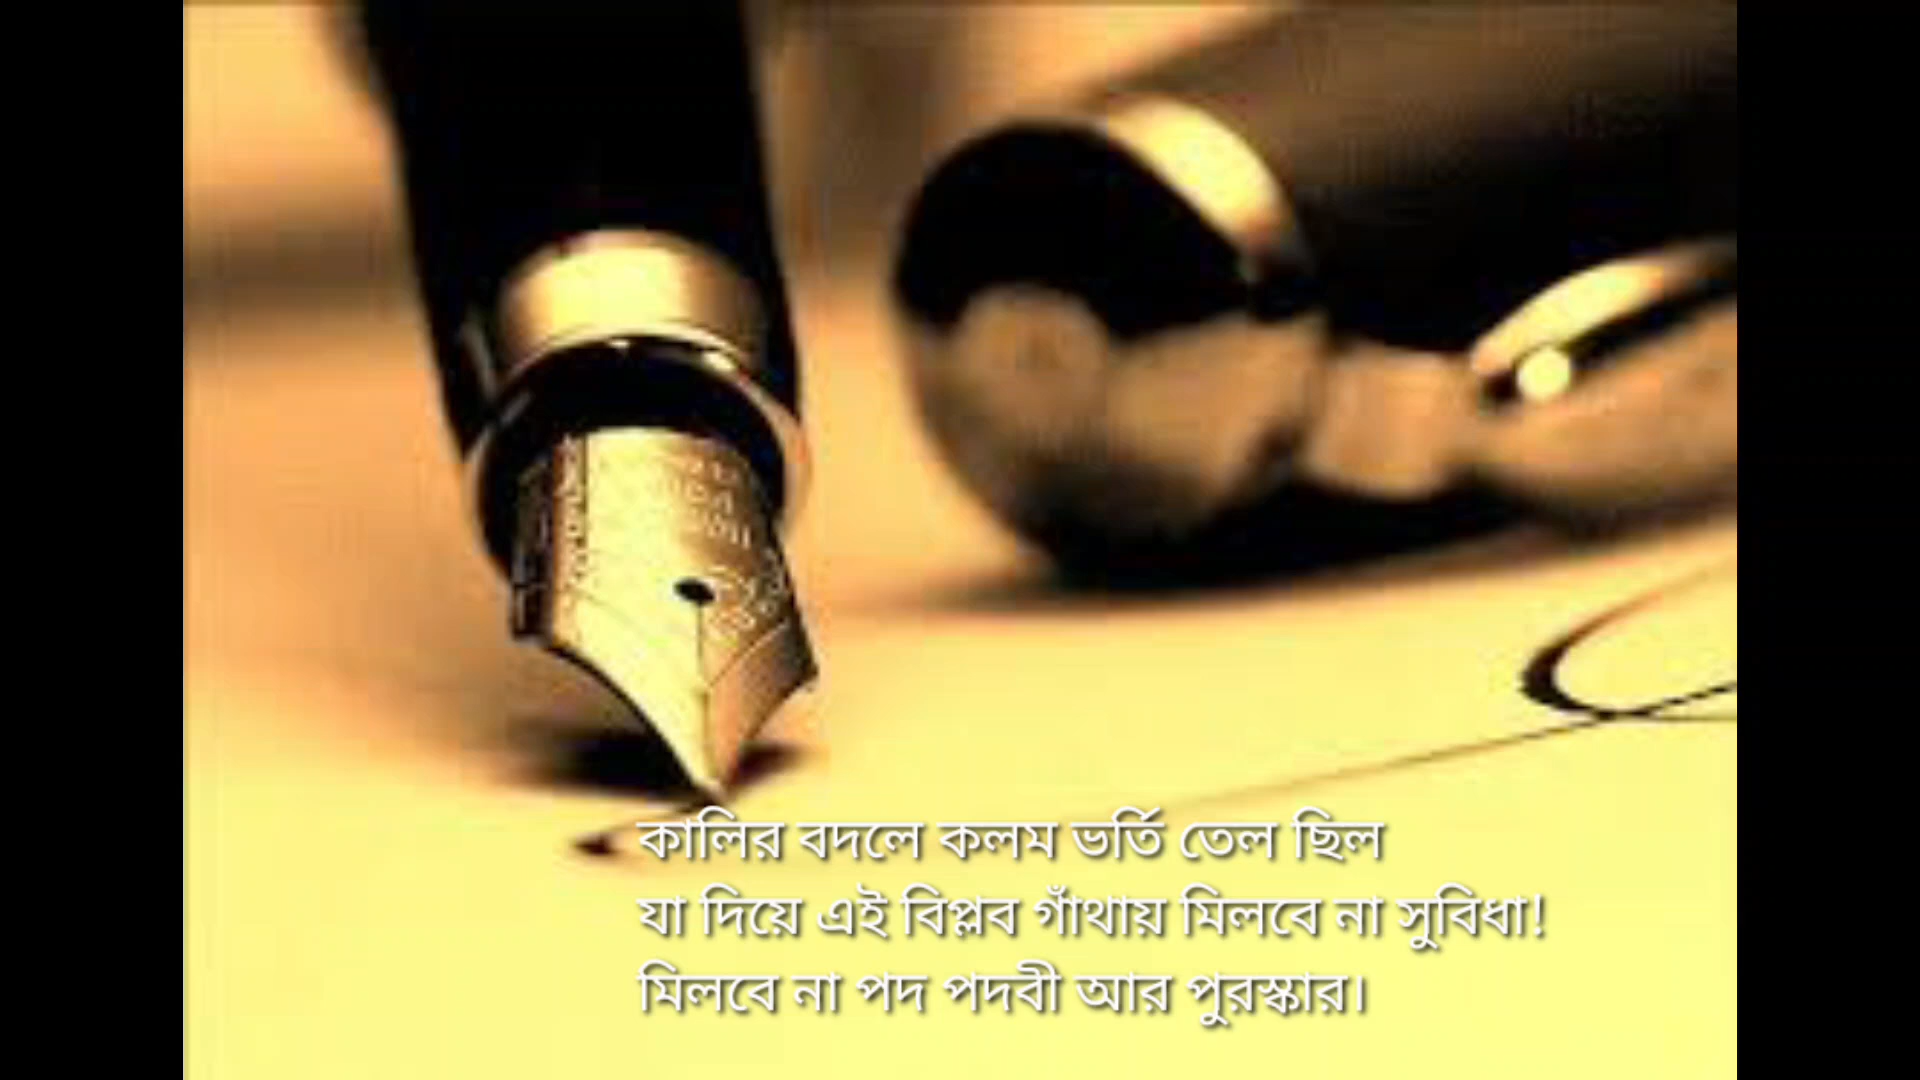 কালির বদলে কলম ভর্তি তেল ছিল
যা দিয়ে এই বিপ্লব গাঁথায় মিলবে না সুবিধা!
মিলবে না পদ পদবী আর পুরস্কার।